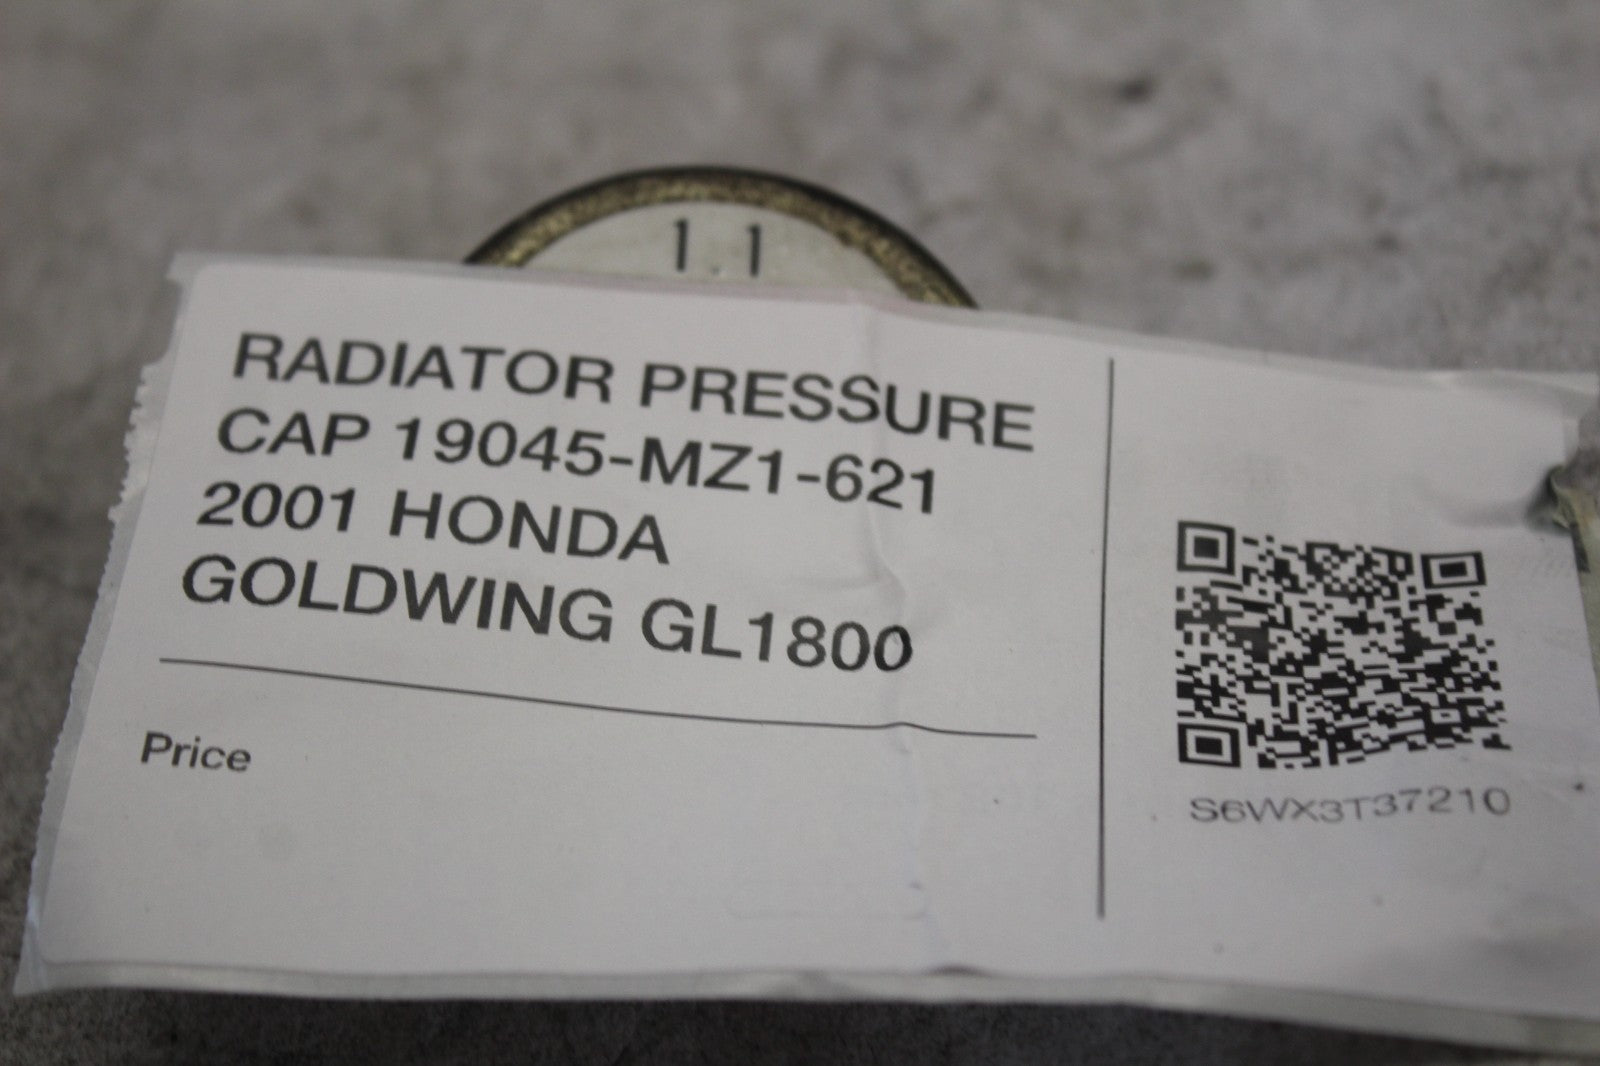 1.1
RADIATOR PRESSURE
CAP 19045-MZ1-621
2001 HONDA
GOLDWING GL1800
Price
S6WX3T37210